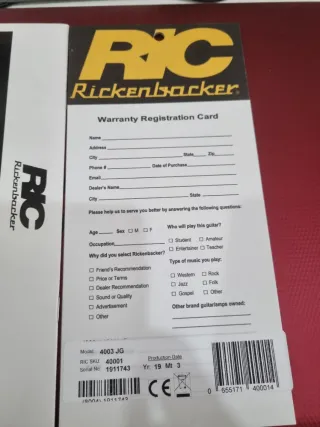 RIC
Rickenbacker®
Warranty Registration Card
Name
Address
City State Zip
Phone # Date of Purchase
Email
Dealer's Name
City State
Please help us to serve you better by answering the following questions:
Age Sex M F
Occupation
Why did you select Rickenbacker?
Friend's Recommendation
Price or Terms
Dealer Recommendation
Sound or Quality
Advertisement
Other
Who will play this guitar?
Student Amateur
Entertainer Teacher
Type of music you play:
Western Rock
Jazz Folk
Gospel Other
Other brand guitar/amps owned:
Model: 4003 JG
RIC SKU 40001
Serial No 1911743
Production Date
Yr: 19 Mt 3
CE
0 655171 400014
RIC
Rickenbacker